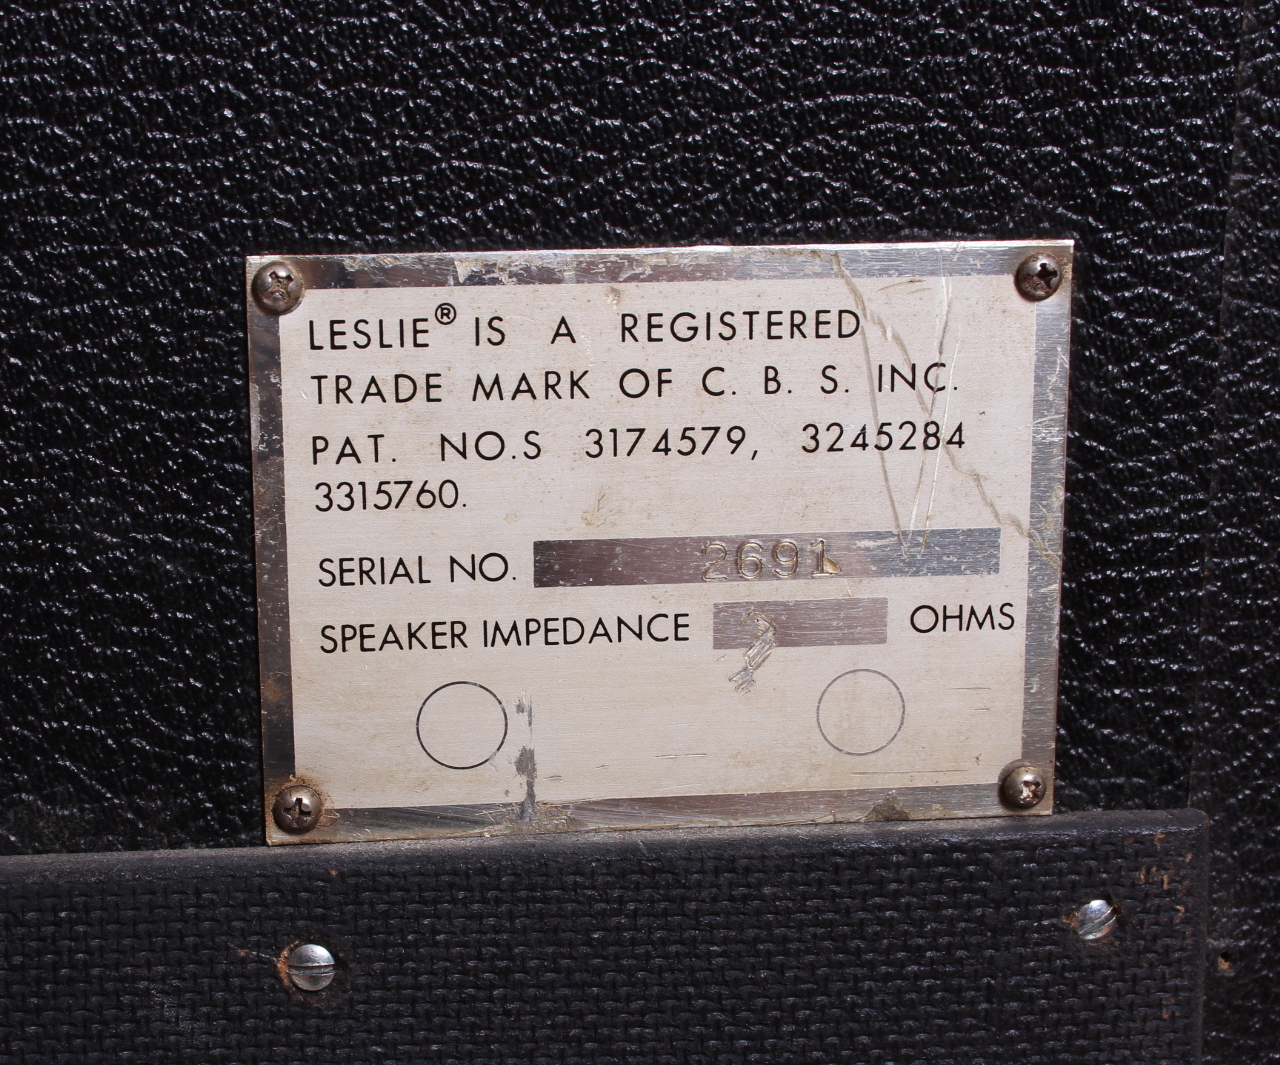 LESLIE® IS A REGISTERED
TRADE MARK OF C. B. S. INC.
PAT. NO.S 3174579, 3245284
3315760.
SERIAL NO. 2691
SPEAKER IMPEDANCE OHMS